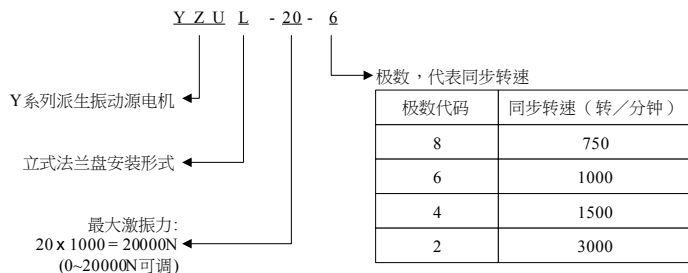 Y Z U L - 20 - 6
极数，代表同步转速
Y系列派生振动源电机
立式法兰盘安装形式
最大激振力:
20 x 1000 = 20000N
(0~20000N可调)
极数代码 同步转速（转／分钟）
8 750
6 1000
4 1500
2 3000